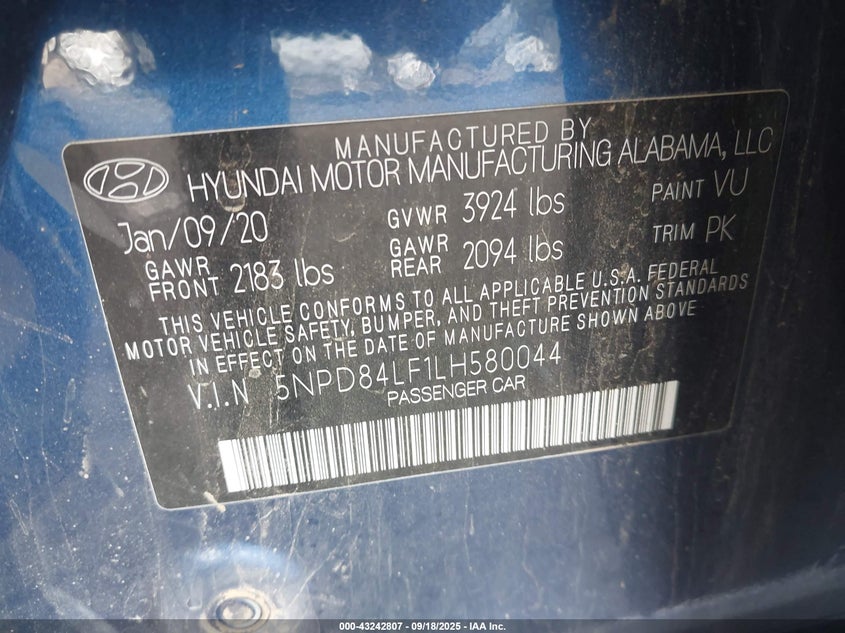 MANUFACTURED BY
HYUNDAI MOTOR MANUFACTURING ALABAMA, LLC
Jan/09/20 GVWR 3924 lbs PAINT VU
GAWR FRONT 2183 lbs GAWR REAR 2094 lbs TRIM PK
THIS VEHICLE CONFORMS TO ALL APPLICABLE U.S.A. FEDERAL
MOTOR VEHICLE SAFETY, BUMPER, AND THEFT PREVENTION STANDARDS
IN EFFECT ON THE DATE OF MANUFACTURE SHOWN ABOVE
V.I.N 5NPD84LF1LH580044
PASSENGER CAR
000-43242807 - 09/18/2025 - IAA Inc.